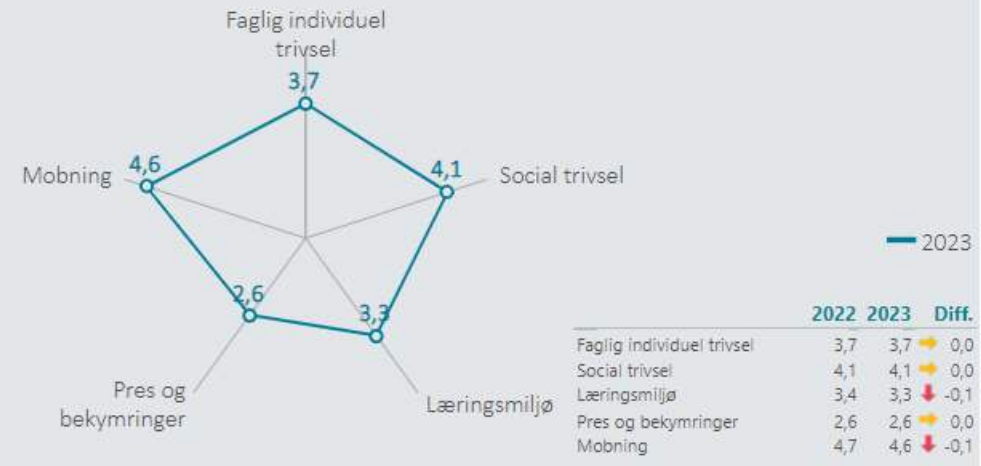 Faglig individuel
trivsel
3,7
Mobning
4,6
4,1
Social trivsel
2,6
3,3
Pres og
bekymringer
Læringsmiljø
2023
2022 2023 Diff.
Faglig individuel trivsel 3,7 3,7 0,0
Social trivsel 4,1 4,1 0,0
Læringsmiljø 3,4 3,3 -0,1
Pres og bekymringer 2,6 2,6 0,0
Mobning 4,7 4,6 -0,1